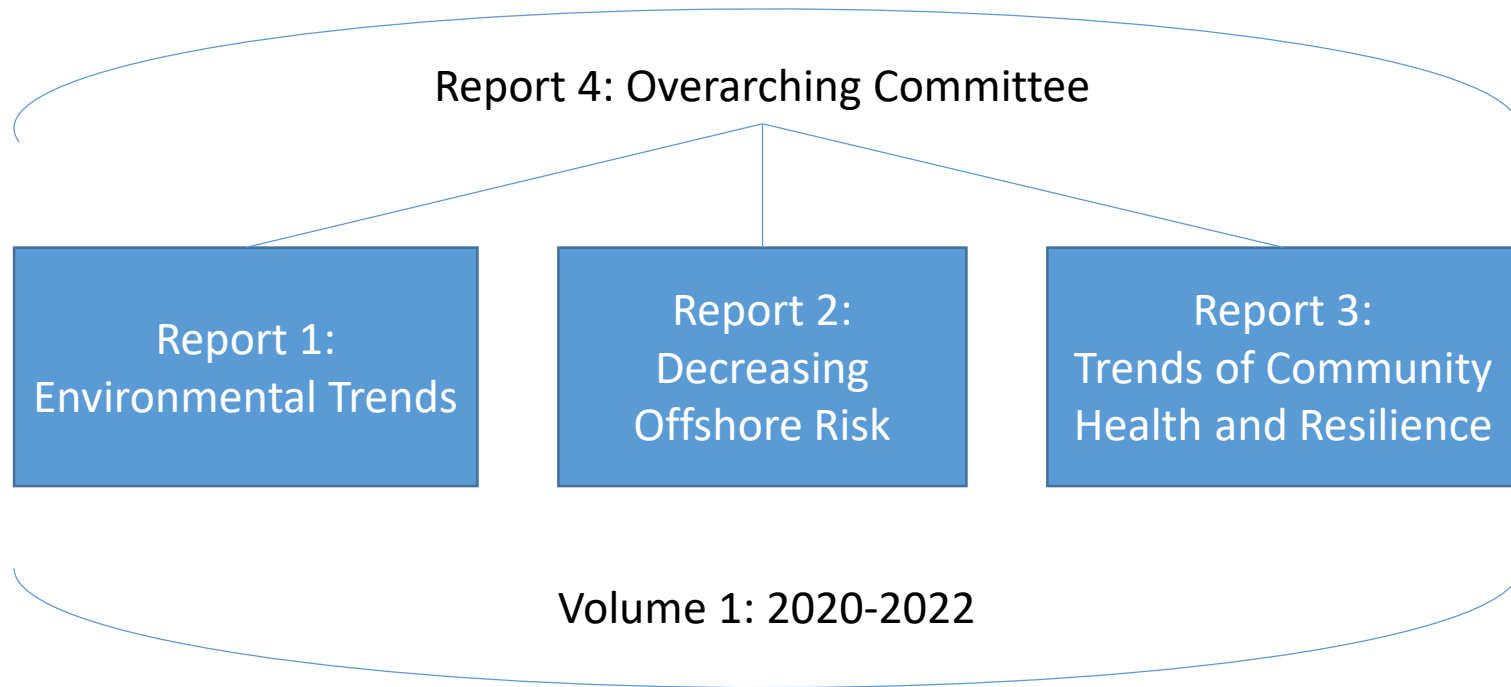 Report 4: Overarching Committee
Report 1:
Environmental Trends
Report 2:
Decreasing
Offshore Risk
Report 3:
Trends of Community
Health and Resilience
Volume 1: 2020-2022